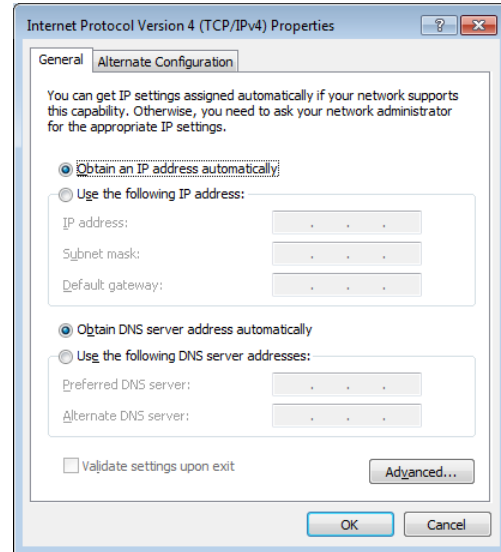 Internet Protocol Version 4 (TCP/IPv4) Properties
General
Alternate Configuration
You can get IP settings assigned automatically if your network supports
this capability. Otherwise, you need to ask your network administrator
for the appropriate IP settings.
Obtain an IP address automatically
Use the following IP address:
IP address:
Subnet mask:
Default gateway:
Obtain DNS server address automatically
Use the following DNS server addresses:
Preferred DNS server:
Alternate DNS server:
Validate settings upon exit
Advanced...
OK
Cancel